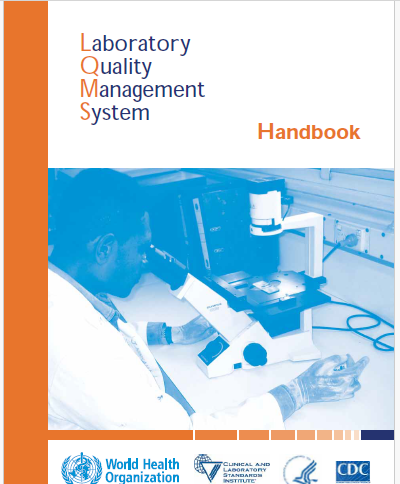 Laboratory
Quality
Management
System
Handbook
World Health
Organization
CLINICAL AND
LABORATORY
STANDARDS
INSTITUTE
CDC